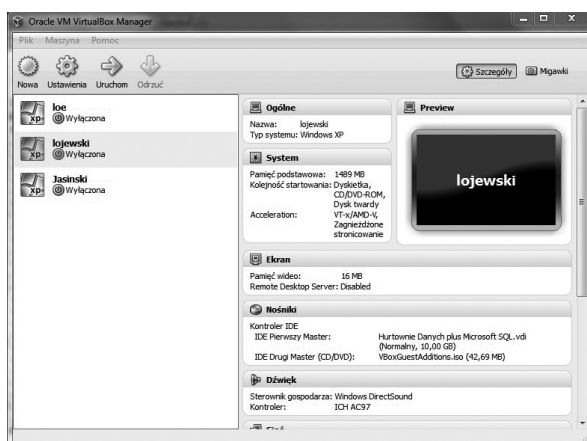 Oracle VM VirtualBox Manager
Plik Maszyna Pomoc
Nowa Ustawienia Uruchom Odrzuć
Szczegóły Migawki
loe
Wyłączona
lojewski
Wyłączona
Jasinski
Wyłączona
xp
xp
xp
Ogólne
Nazwa: lojewski
Typ systemu: Windows XP
Preview
lojewski
System
Pamięć podstawowa: 1489 MB
Kolejność startowania: Dyskietka,
CD/DVD-ROM,
Dysk twardy
Acceleration: VT-x/AMD-V,
Zagnieżdżone
stronicowanie
Ekran
Pamięć wideo: 16 MB
Remote Desktop Server: Disabled
Nośniki
Kontroler IDE
IDE Pierwszy Master: Hurtownie Danych plus Microsoft SQL.vdi
(Normalny, 10,00 GB)
IDE Drugi Master (CD/DVD): VBoxGuestAdditions.iso (42,69 MB)
Dźwięk
Sterownik gospodarza: Windows DirectSound
Kontroler: ICH AC97